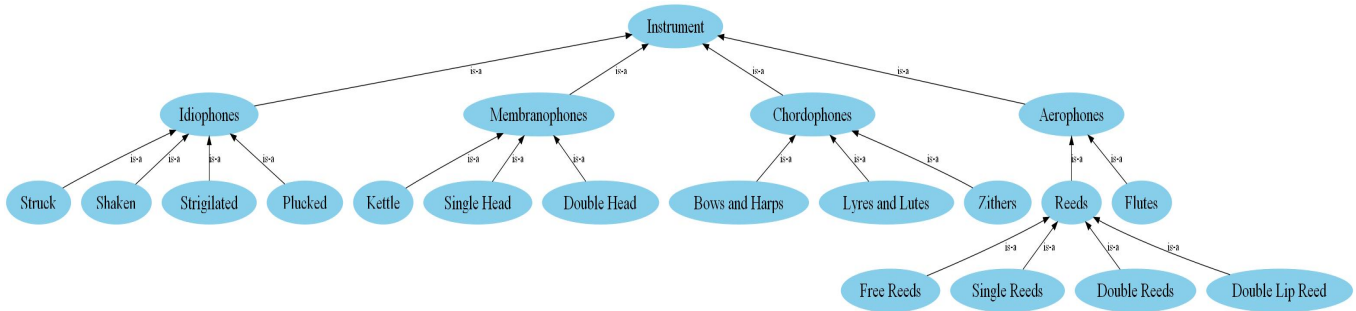 Instrument
is-a is-a is-a is-a
Idiophones Membranophones Chordophones Aerophones
is-a is-a is-a is-a is-a is-a is-a is-a is-a is-a is-a is-a
Struck Shaken Strigilated Plucked Kettle Single Head Double Head Bows and Harps Lyres and Lutes Zithers Reeds Flutes
is-a is-a is-a is-a
Free Reeds Single Reeds Double Reeds Double Lip Reed